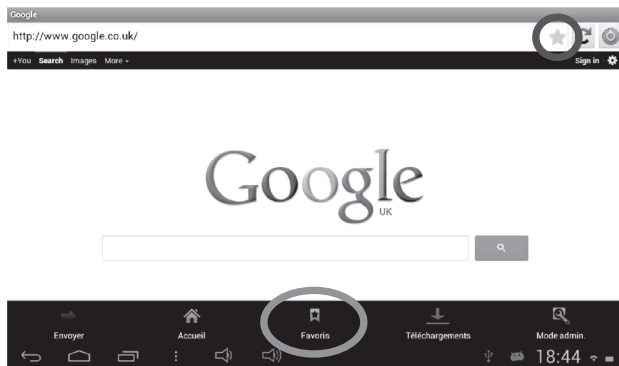 Google
http://www.google.co.uk/
+You Search Images More Sign in
Google
UK
Envoyer Accueil Favoris Téléchargements Mode admin.
18:44